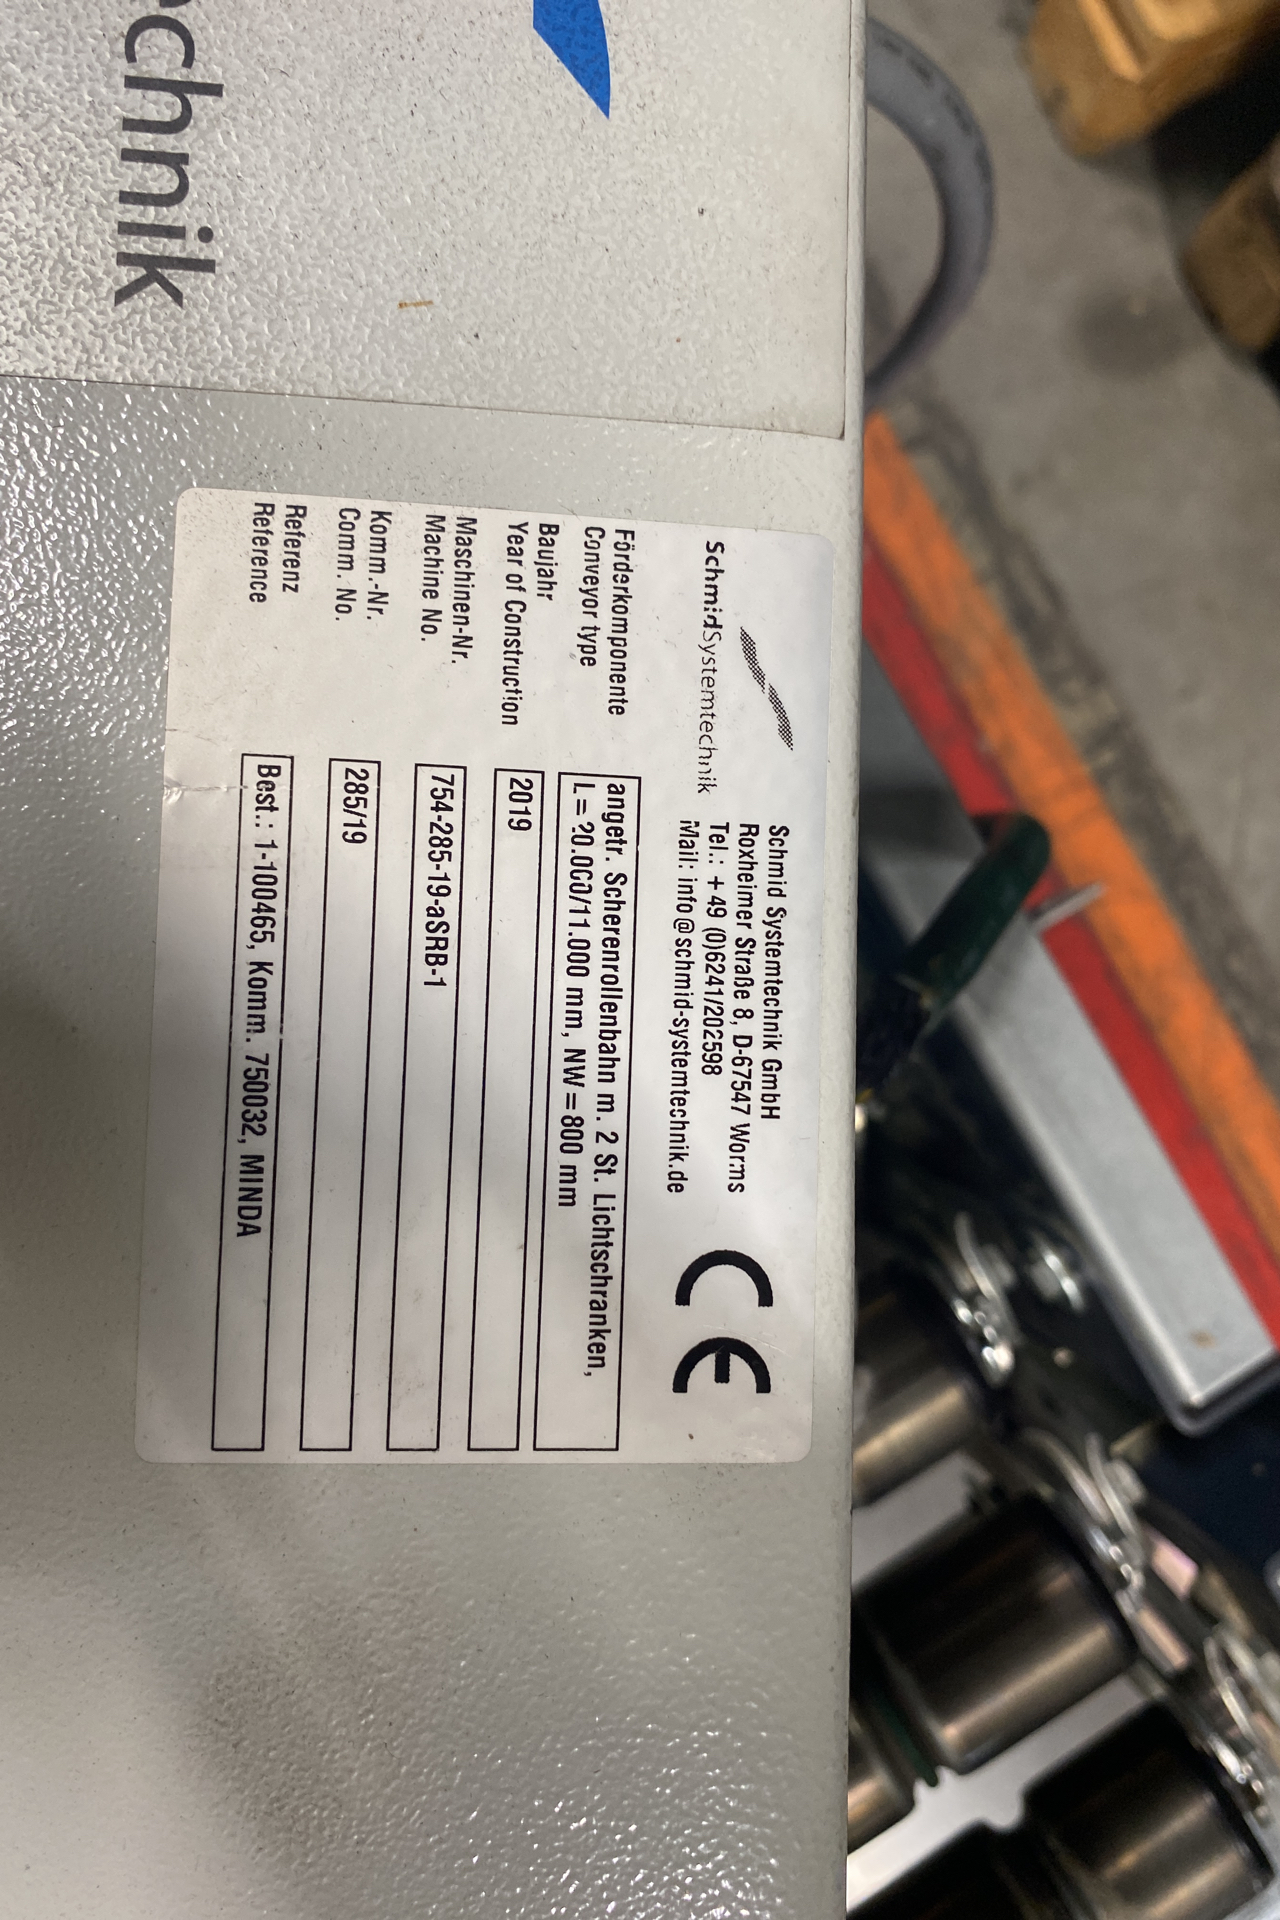 chnik
SchmidSystemtechnik
Schmid Systemtechnik GmbH
Roxheimer Straße 8, D-67547 Worms
Tel.: + 49 (0)6241/202598
Mail: info@schmid-systemtechnik.de
CE
Förderkomponente
Conveyor type
angetr. Scherenrollenbahn m. 2 St. Lichtschranken,
L = 20.000/11.000 mm, NW = 800 mm
Baujahr
Year of Construction
2019
Maschinen-Nr.
Machine No.
754-285-19-aSRB-1
Komm.-Nr.
Comm. No.
285/19
Referenz
Reference
Best.: 1-100465, Komm. 750032, MINDA